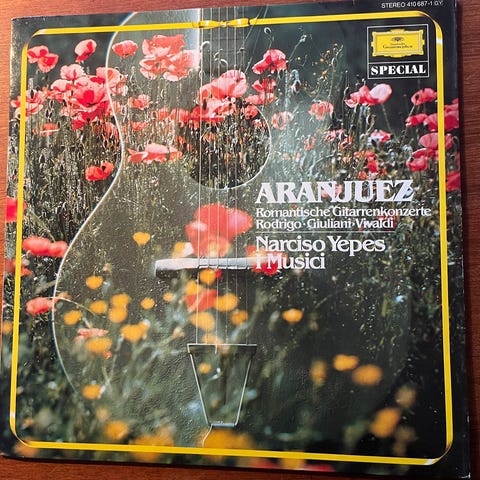 STEREO 410 687-1 GY
Deutsche
Grammophon
SPECIAL
ARANJUEZ
Romantische Gitarrenkonzerte
Rodrigo · Giuliani · Vivaldi
Narciso Yepes
I Musici